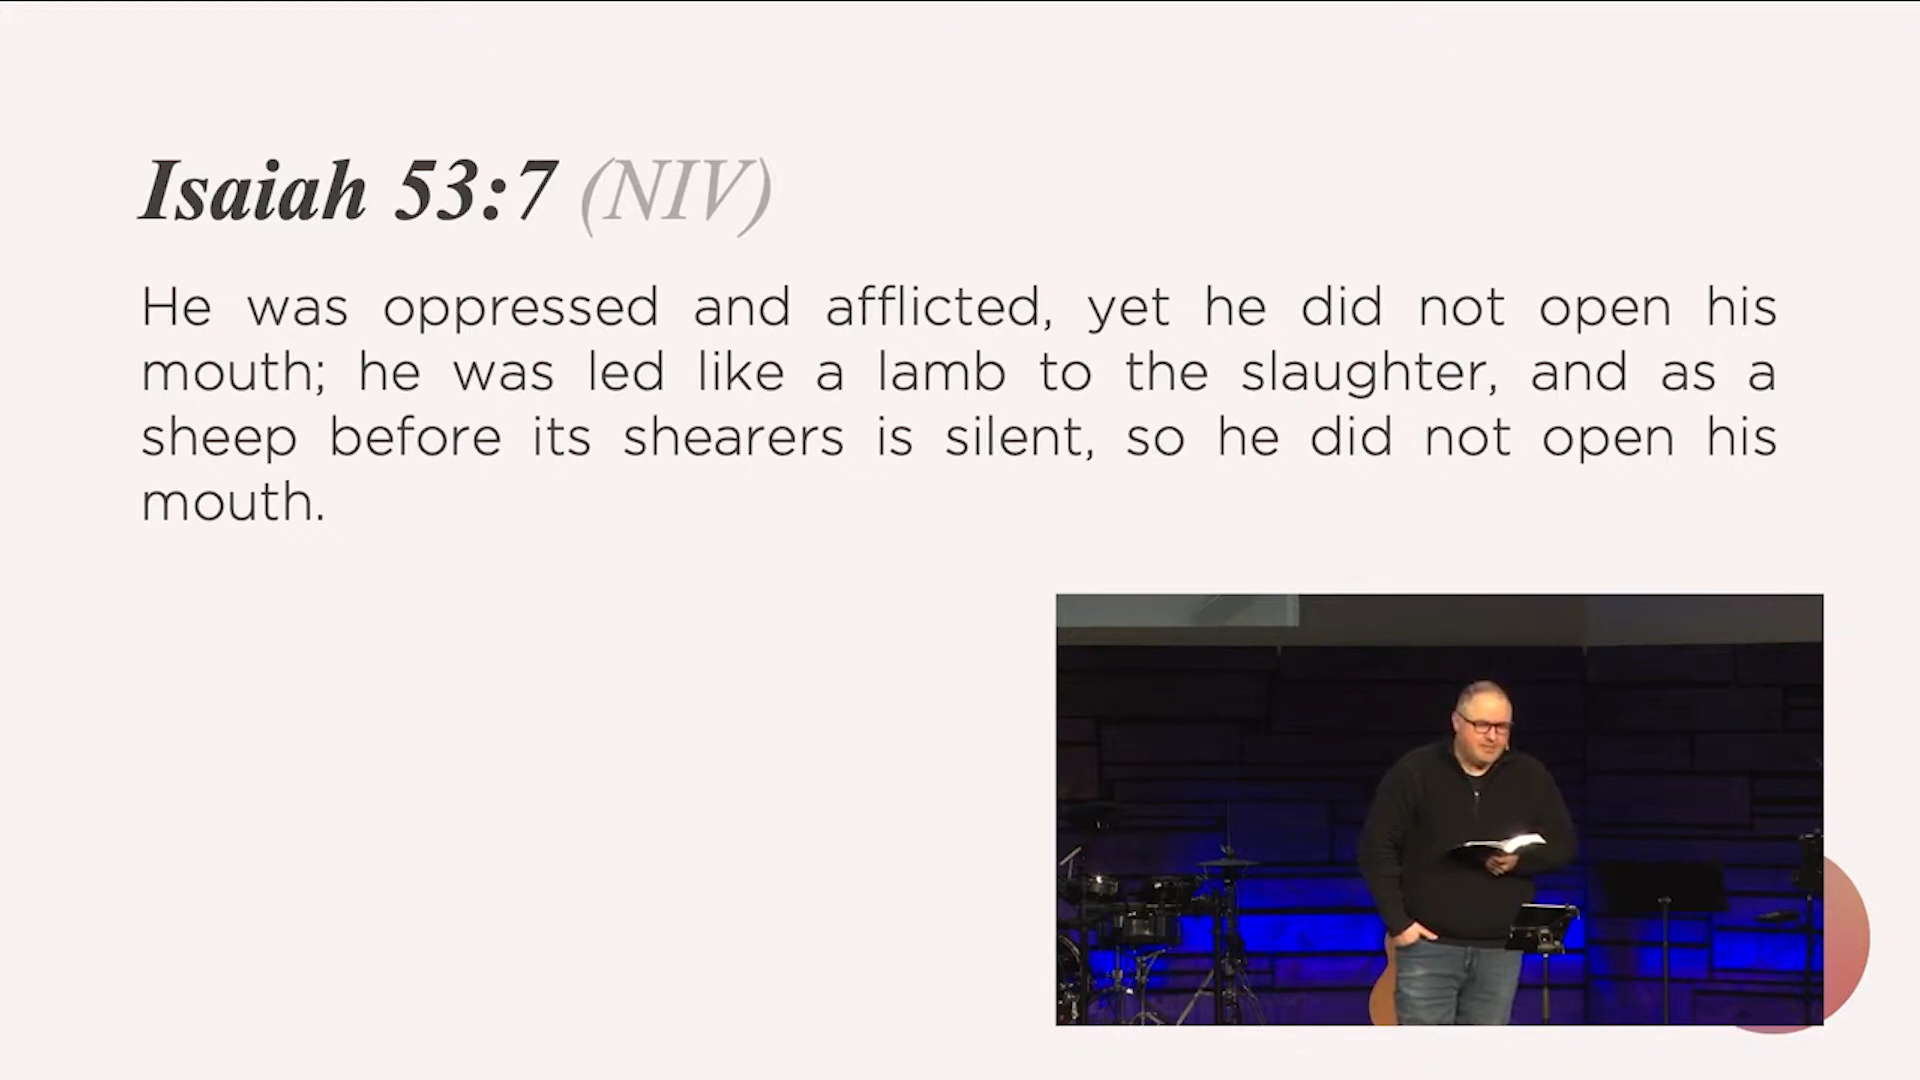 Isaiah 53:7 (NIV)
He was oppressed and afflicted, yet he did not open his
mouth; he was led like a lamb to the slaughter, and as a
sheep before its shearers is silent, so he did not open his
mouth.